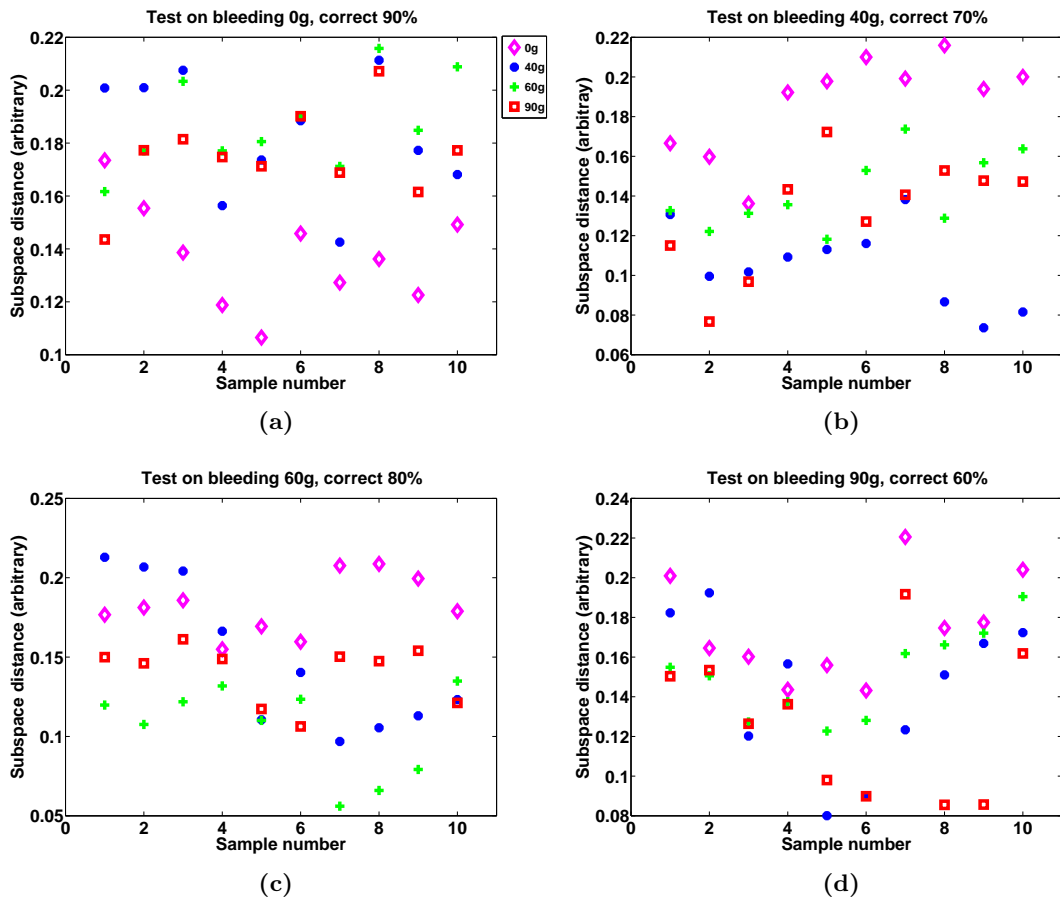 Test on bleeding 0g, correct 90%
Subspace distance (arbitrary)
0.22
0.2
0.18
0.16
0.14
0.12
0.1
0 2 4 6 8 10
Sample number
0g
40g
60g
90g
(a)
Test on bleeding 40g, correct 70%
Subspace distance (arbitray)
0.22
0.2
0.18
0.16
0.14
0.12
0.1
0.08
0.06
0 2 4 6 8 10
Sample number
(b)
Test on bleeding 60g, correct 80%
Subspace distance (arbitrary)
0.25
0.2
0.15
0.1
0.05
0 2 4 6 8 10
Sample number
(c)
Test on bleeding 90g, correct 60%
Subspace distance (arbitrary)
0.24
0.22
0.2
0.18
0.16
0.14
0.12
0.1
0.08
0 2 4 6 8 10
Sample number
(d)